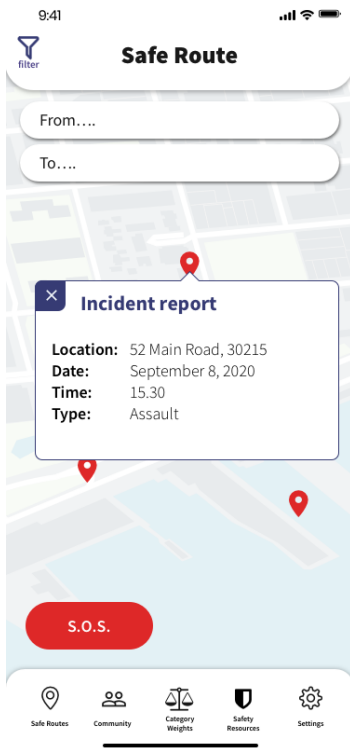 9:41
filter
Safe Route
From....
To....
Incident report
Location: 52 Main Road, 30215
Date: September 8, 2020
Time: 15.30
Type: Assault
S.O.S.
Safe Routes
Community
Category
Weights
Safety
Resources
Settings